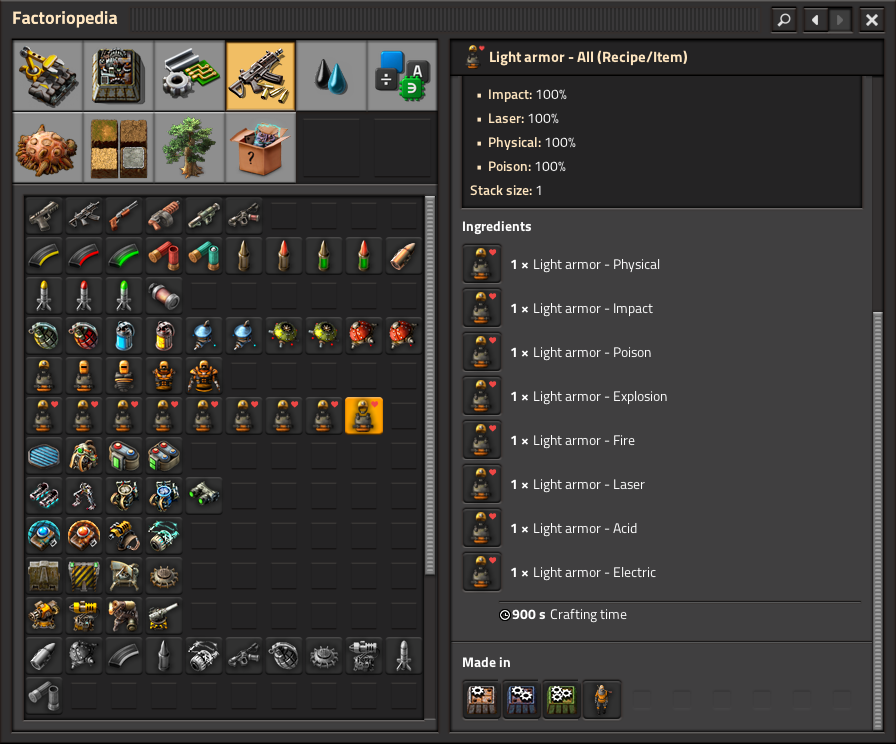 Factoriopedia
A
Э
?
Light armor - All (Recipe/Item)
▪ Impact: 100%
▪ Laser: 100%
▪ Physical: 100%
▪ Poison: 100%
Stack size: 1
Ingredients
1 × Light armor - Physical
1 × Light armor - Impact
1 × Light armor - Poison
1 × Light armor - Explosion
1 × Light armor - Fire
1 × Light armor - Laser
1 × Light armor - Acid
1 × Light armor - Electric
900 s Crafting time
Made in